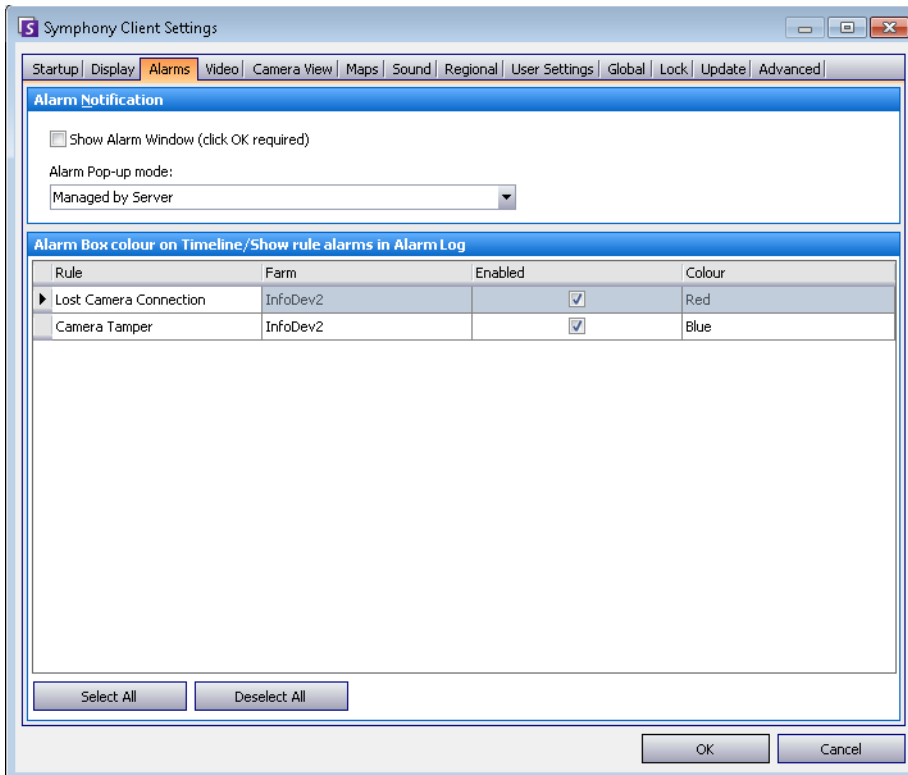 Symphony Client Settings
Startup Display Alarms Video Camera View Maps Sound Regional User Settings Global Lock Update Advanced
Alarm Notification
Show Alarm Window (click OK required)
Alarm Pop-up mode:
Managed by Server
Alarm Box colour on Timeline/Show rule alarms in Alarm Log
Rule Farm Enabled Colour
Lost Camera Connection InfoDev2 Red
Camera Tamper InfoDev2 Blue
Select All Deselect All
OK Cancel